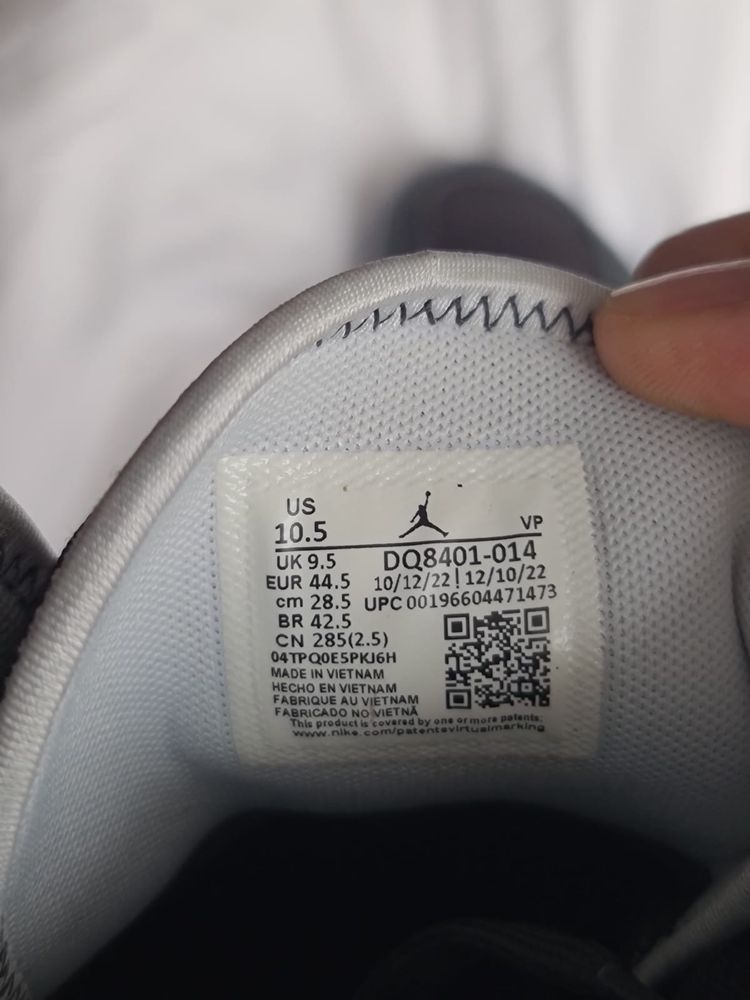 US
10.5
VP
UK 9.5
DQ8401-014
EUR 44.5
10/12/22 | 12/10/22
cm 28.5
UPC 00196604471473
BR 42.5
CN 285(2.5)
04TPQ0E5PKJ6H
MADE IN VIETNAM
HECHO EN VIETNAM
FABRIQUE AU VIETNAM
FABRICADO NO VIETNÃ
This product is covered by one or more patents:
www.nike.com/patentsvirtualmarking